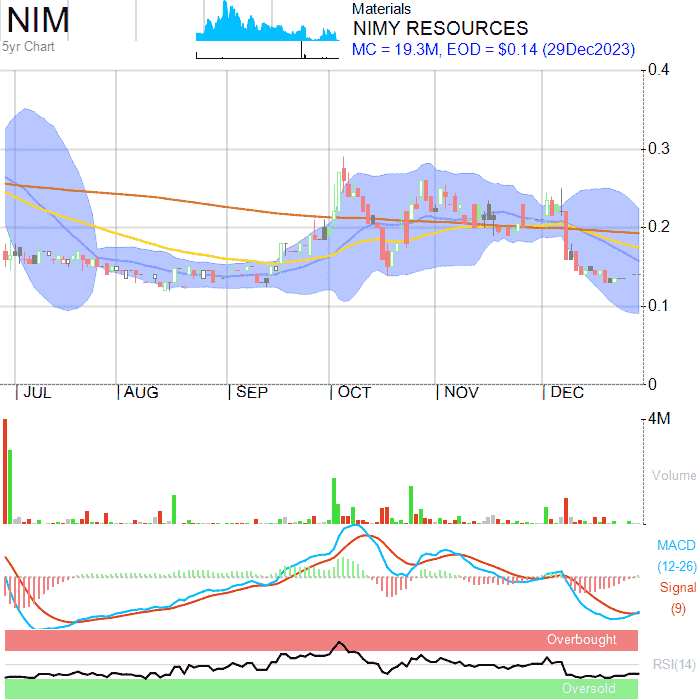 NIM
5yr Chart
Materials
NIMY RESOURCES
MC = 19.3M, EOD = $0.14 (29Dec2023)
0.4
0.3
0.2
0.1
0
JUL AUG SEP OCT NOV DEC
4M
Volume
MACD
(12-26)
Signal
(9)
Overbought
RSI(14)
Oversold